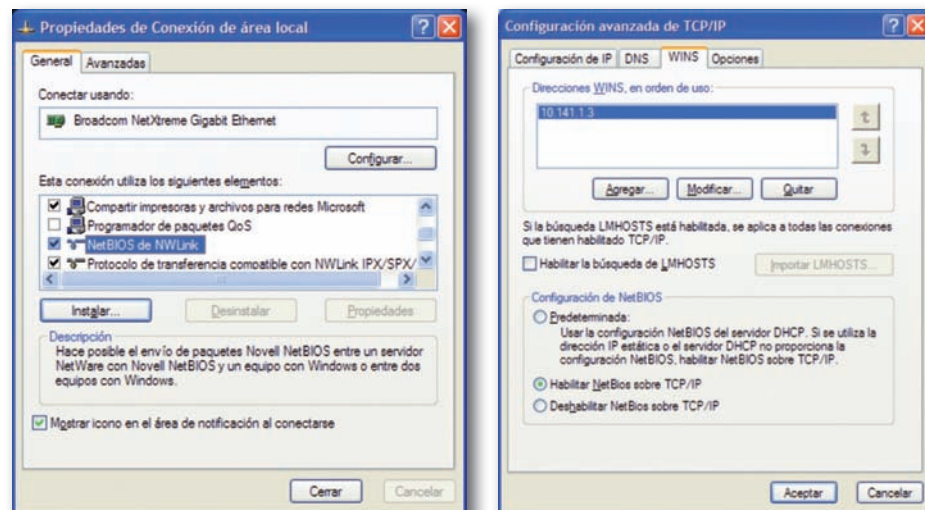 Propiedades de Conexión de área local
General
Avanzadas
Conectar usando:
Broadcom NetXtreme Gigabit Ethernet
Configurar...
Esta conexión utiliza los siguientes elementos:
Compartir impresoras y archivos para redes Microsoft
Programador de paquetes QoS
NetBIOS de NWLink
Protocolo de transferencia compatible con NWLink IPX/SPX/
Instalar...
Desinstalar
Propiedades
Descripción
Hace posible el envío de paquetes Novell NetBIOS entre un servidor
NetWare con Novell NetBIOS y un equipo con Windows o entre dos
equipos con Windows.
Mostrar icono en el área de notificación al conectarse
Cerrar
Cancelar
Configuración avanzada de TCP/IP
Configuración de IP
DNS
WINS
Opciones
Direcciones WINS, en orden de uso:
10.141.1.3
Agregar...
Modificar...
Quitar
Si la búsqueda LMHOSTS está habilitada, se aplica a todas las conexiones
que tienen habilitado TCP/IP.
Habilitar la búsqueda de LMHOSTS
Importar LMHOSTS...
Configuración de NetBIOS
Predeterminada:
Usar la configuración NetBIOS del servidor DHCP. Si se utiliza la
dirección IP estática o el servidor DHCP no proporciona la
configuración NetBIOS, habilitar NetBIOS sobre TCP/IP.
Habilitar NetBios sobre TCP/IP
Deshabilitar NetBios sobre TCP/IP
Aceptar
Cancelar